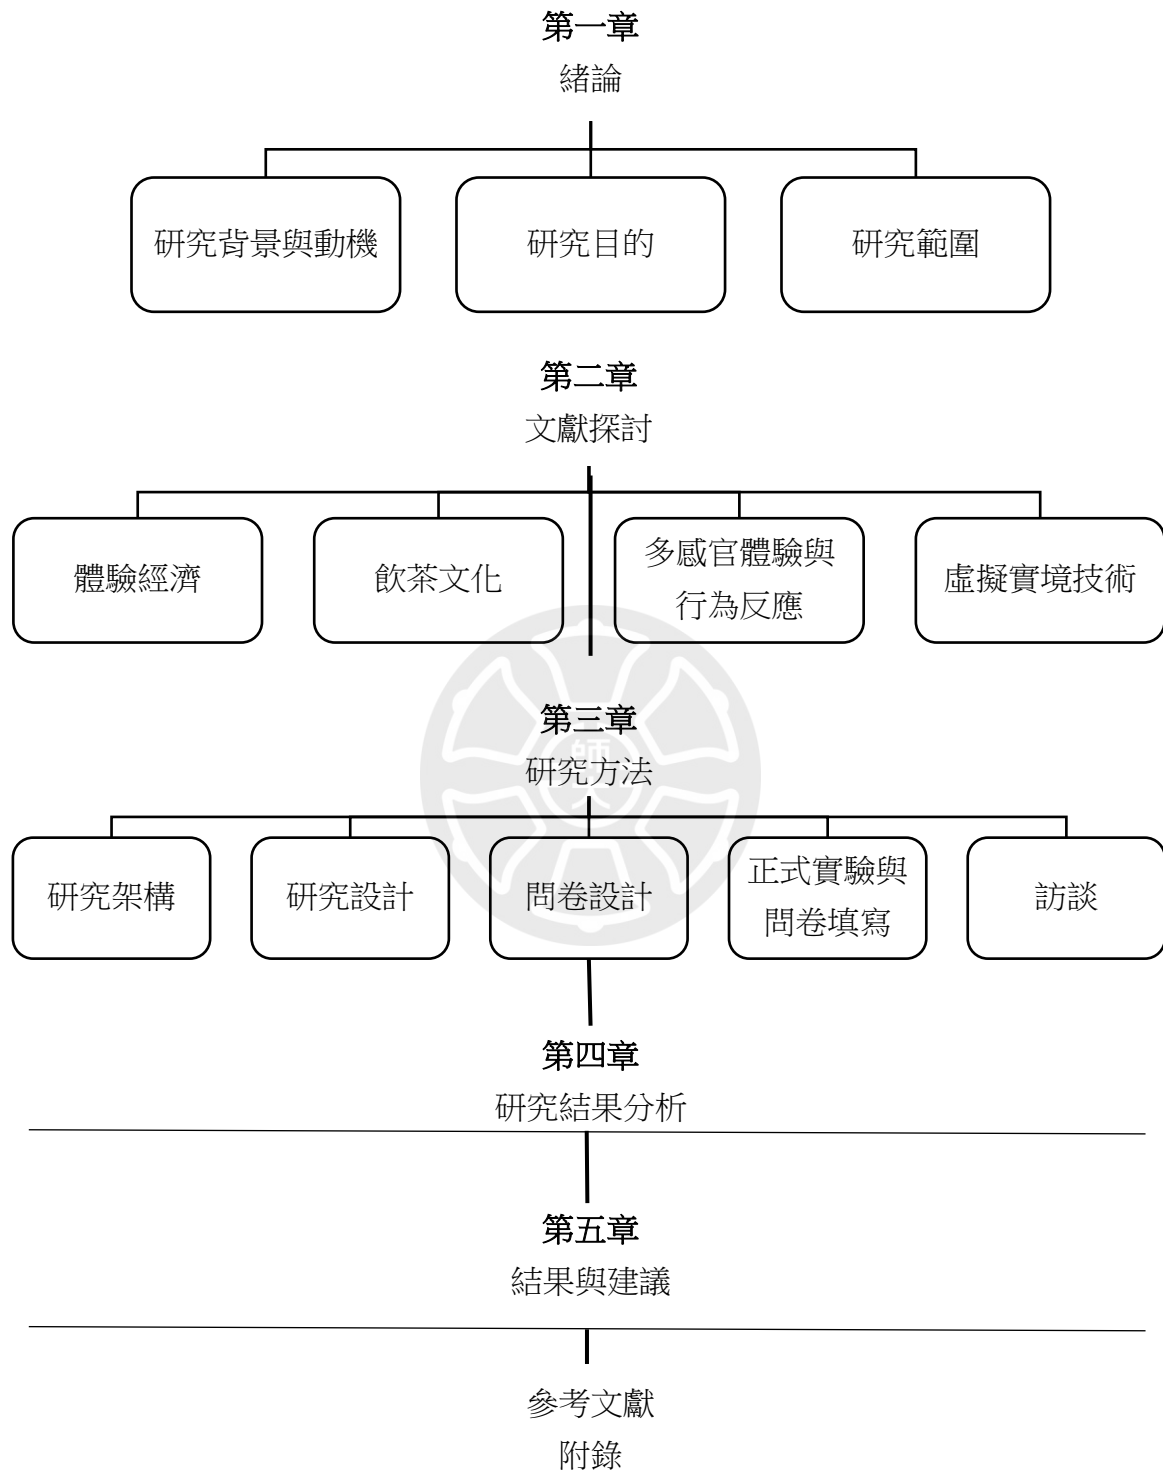 第一章
緒論
研究背景與動機
研究目的
研究範圍
第二章
文獻探討
體驗經濟
飲茶文化
多感官體驗與
行為反應
虛擬實境技術
第三章
師大
研究方法
研究架構
研究設計
問卷設計
正式實驗與
問卷填寫
訪談
第四章
研究結果分析
第五章
結果與建議
參考文獻
附錄